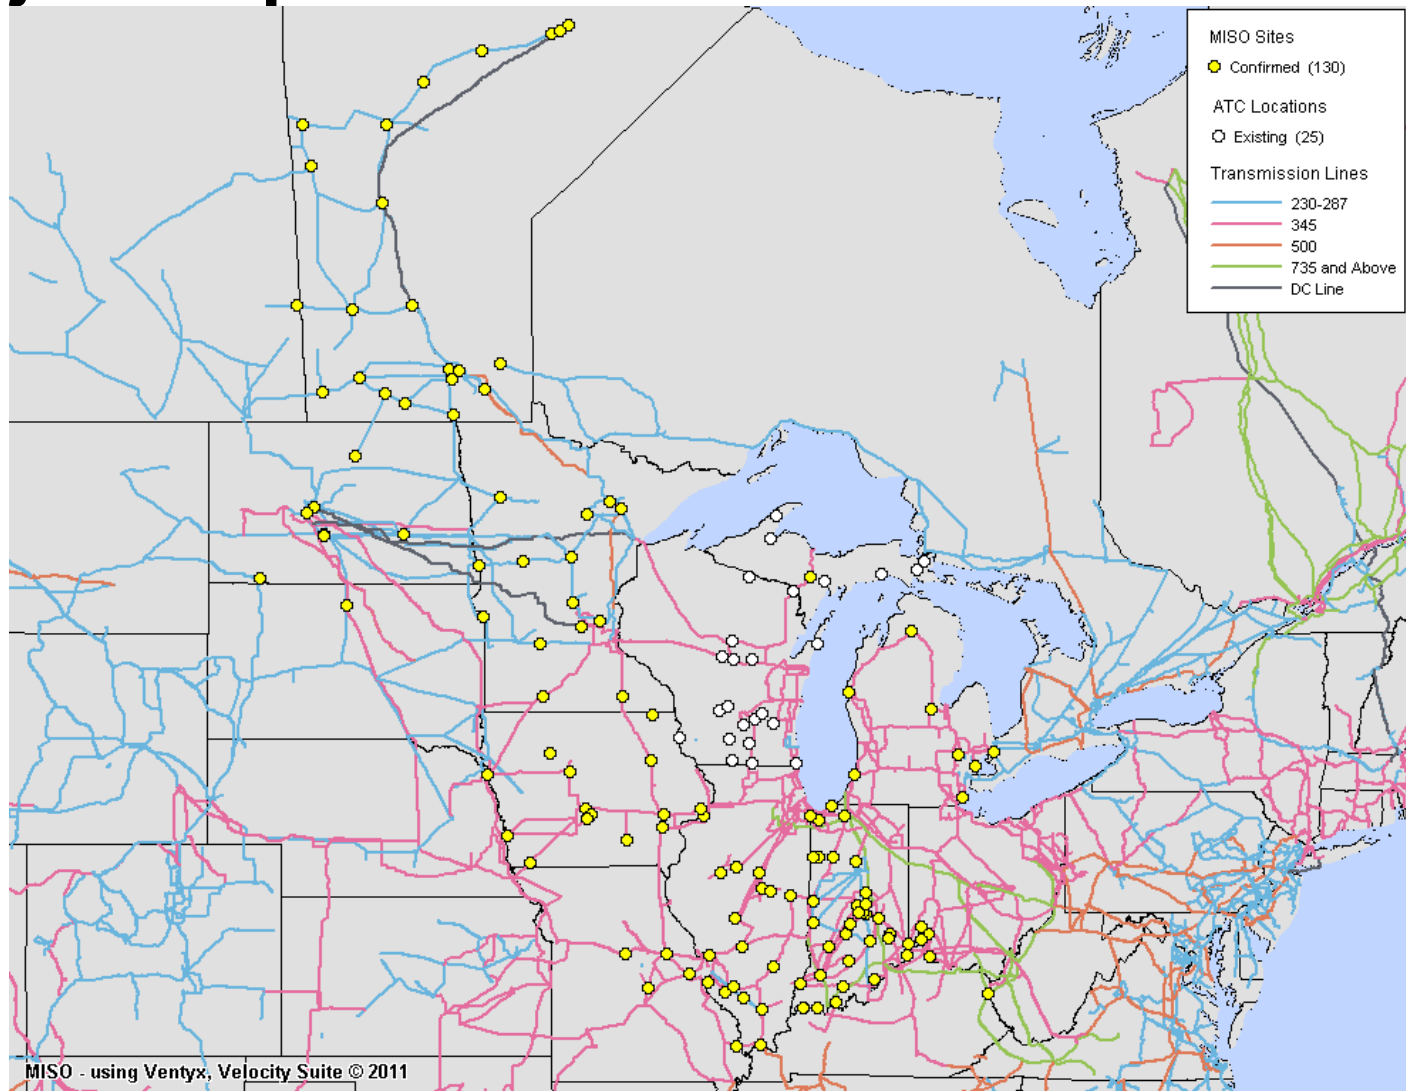 MISO Sites
Confirmed (130)
ATC Locations
Existing (25)
Transmission Lines
230-287
345
500
735 and Above
DC Line
MISO - using Ventyx, Velocity Suite © 2011